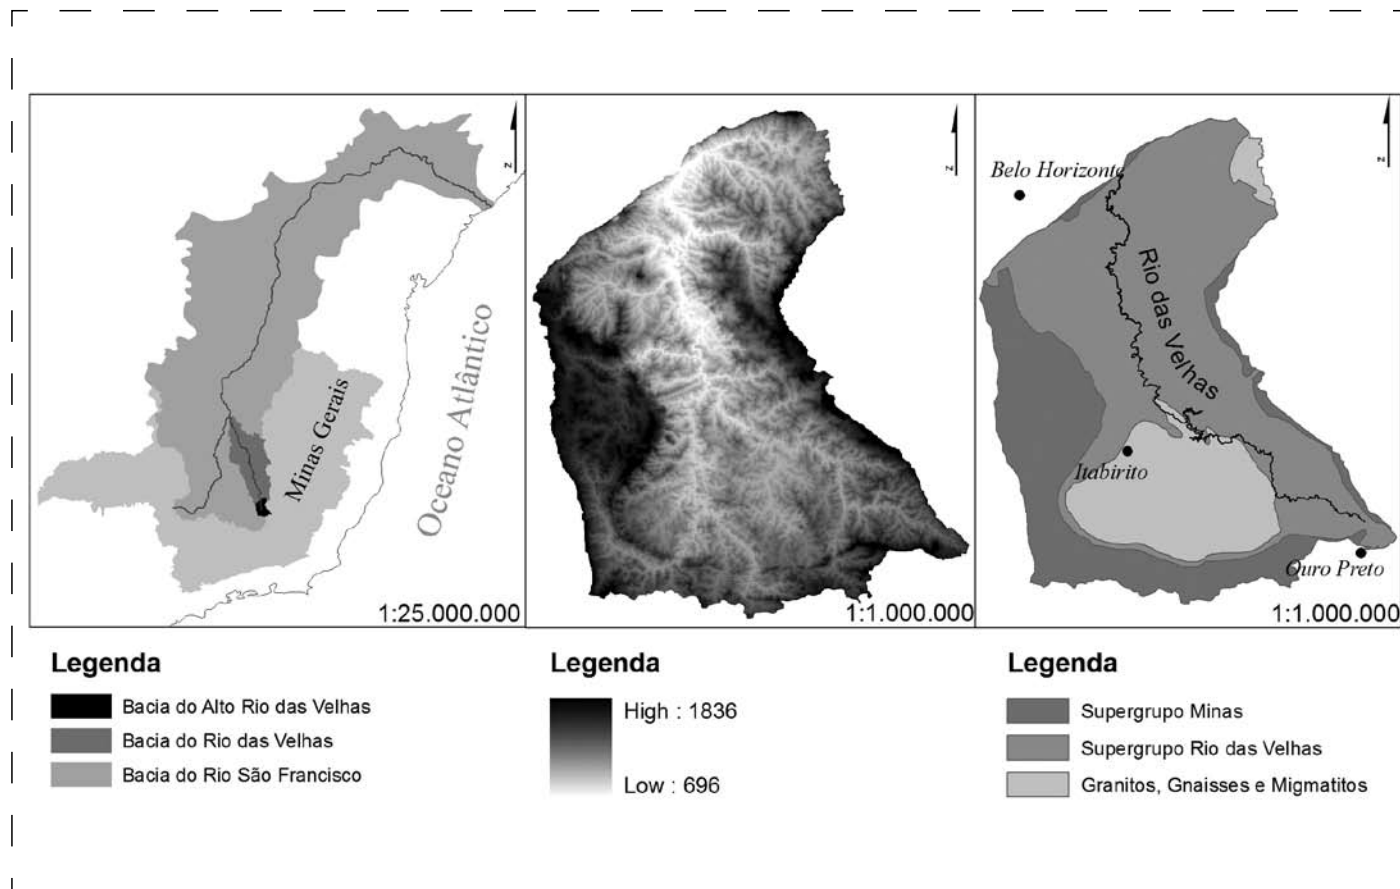 Minas Gerais
Oceano Atlântico
1:25.000.000
Legenda
Bacia do Alto Rio das Velhas
Bacia do Rio das Velhas
Bacia do Rio São Francisco
z
1:1.000.000
Legenda
High : 1836
Low : 696
z
Belo Horizonte
Rio das Velhas
Itabirito
Ouro Preto
z
1:1.000.000
Legenda
Supergrupo Minas
Supergrupo Rio das Velhas
Granitos, Gnaisses e Migmatitos